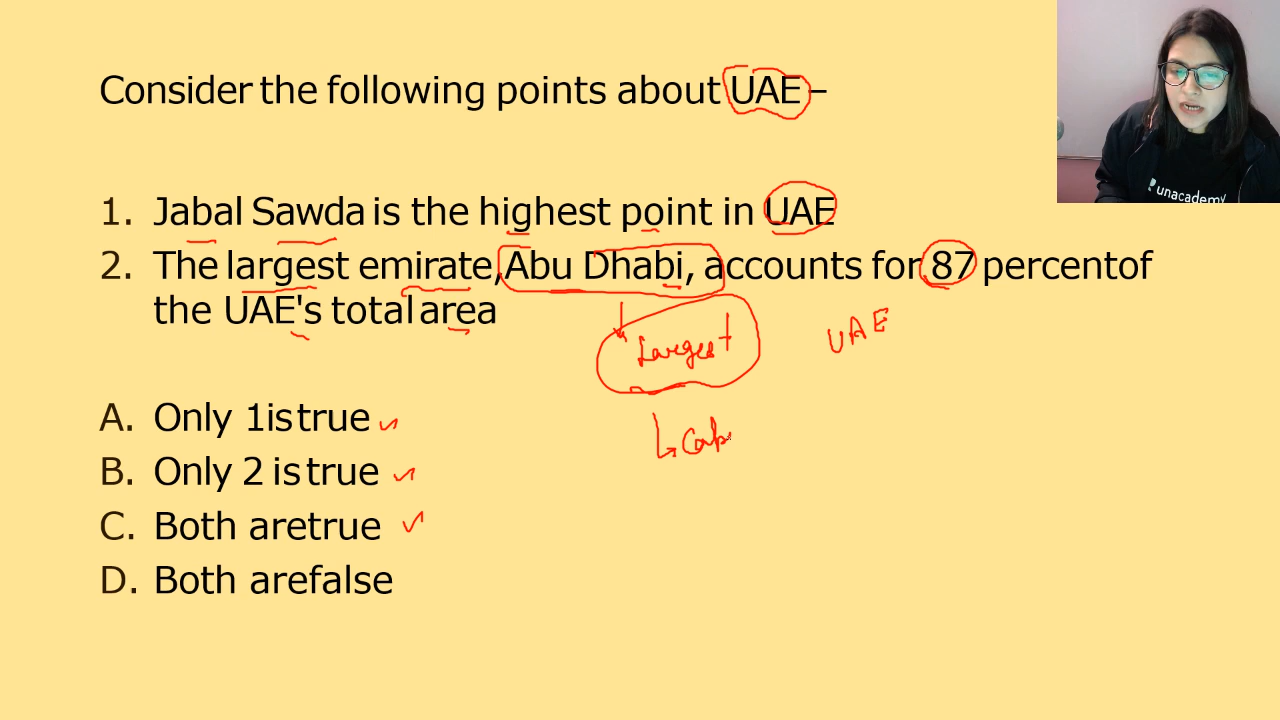 Consider the following points about UAE –
1. Jabal Sawda is the highest point in UAE
2. The largest emirate, Abu Dhabi, accounts for 87 percentof
the UAE's total area
Largest
UAE
Cap
A. Only 1is true
B. Only 2 is true
C. Both aretrue
D. Both arefalse
unacademy